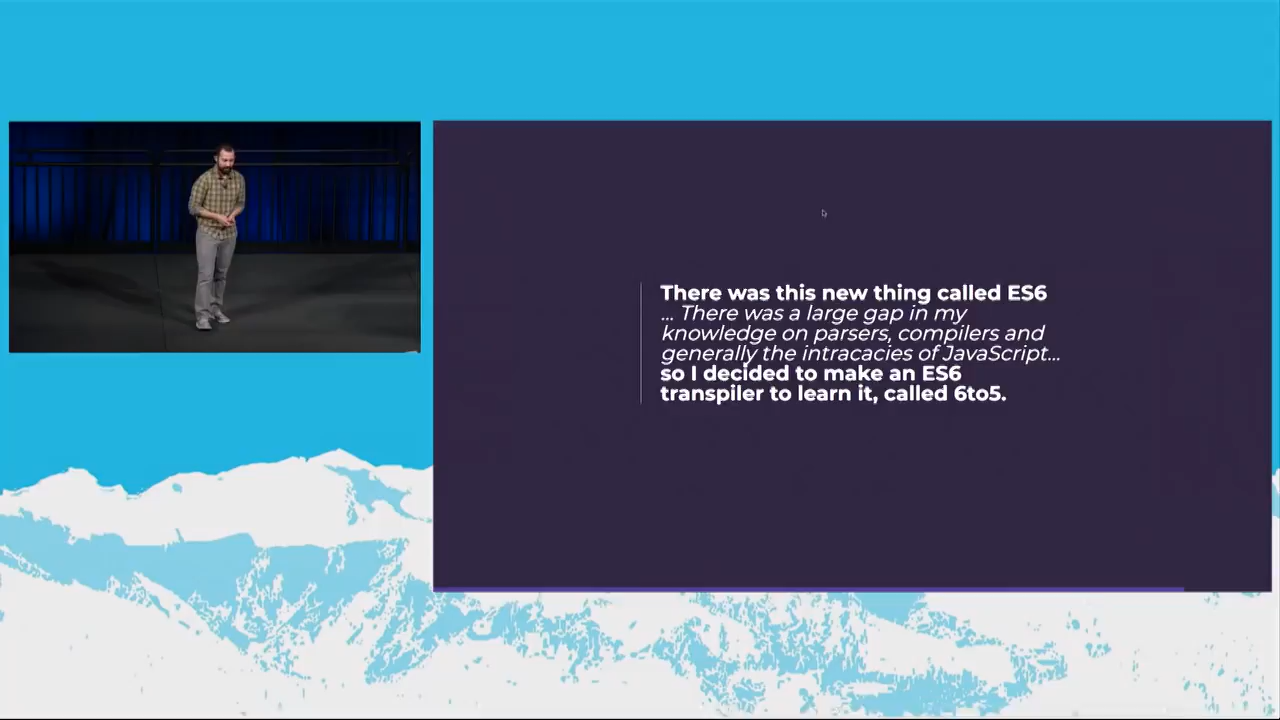 There was this new thing called ES6
... There was a large gap in my
knowledge on parsers, compilers and
generally the intracacies of JavaScript...
so I decided to make an ES6
transpiler to learn it, called 6to5.